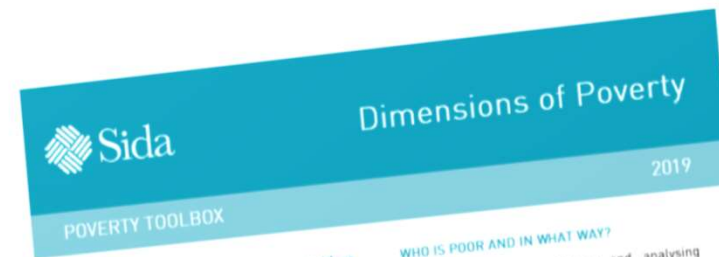 Sida
Dimensions of Poverty
POVERTY TOOLBOX
2019
WHO IS POOR AND IN WHAT WAY?
analysing